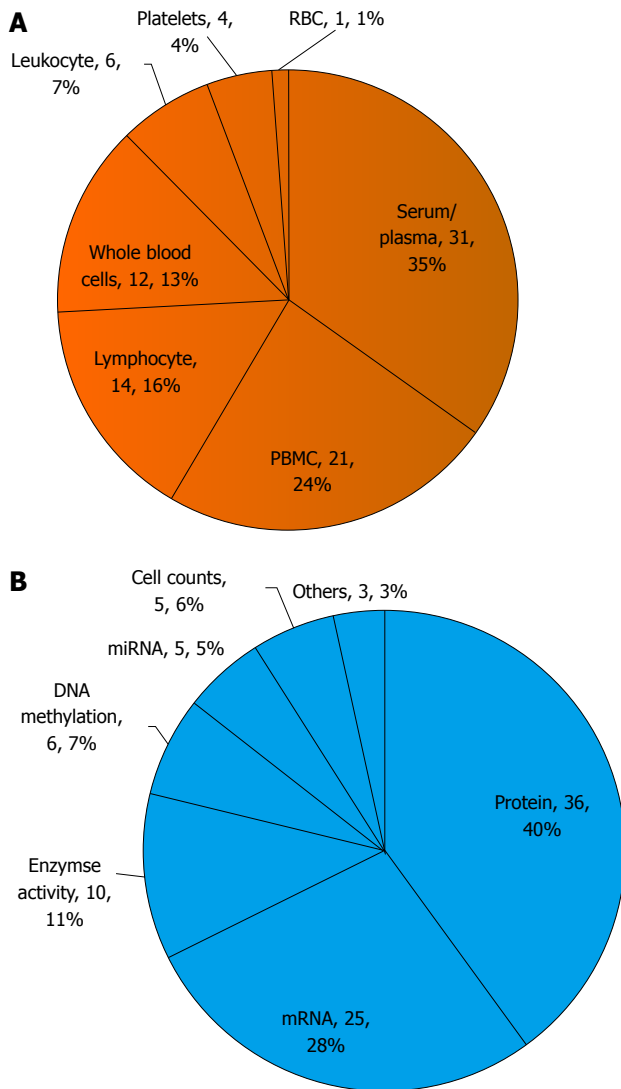 A
Platelets, 4,
4%
RBC, 1, 1%
Leukocyte, 6,
7%
Serum/
plasma, 31,
35%
Whole blood
cells, 12, 13%
Lymphocyte,
14, 16%
PBMC, 21,
24%
B
Cell counts,
5, 6%
Others, 3, 3%
miRNA, 5, 5%
DNA
methylation,
6, 7%
Protein, 36,
40%
Enzymse
activity, 10,
11%
mRNA, 25,
28%